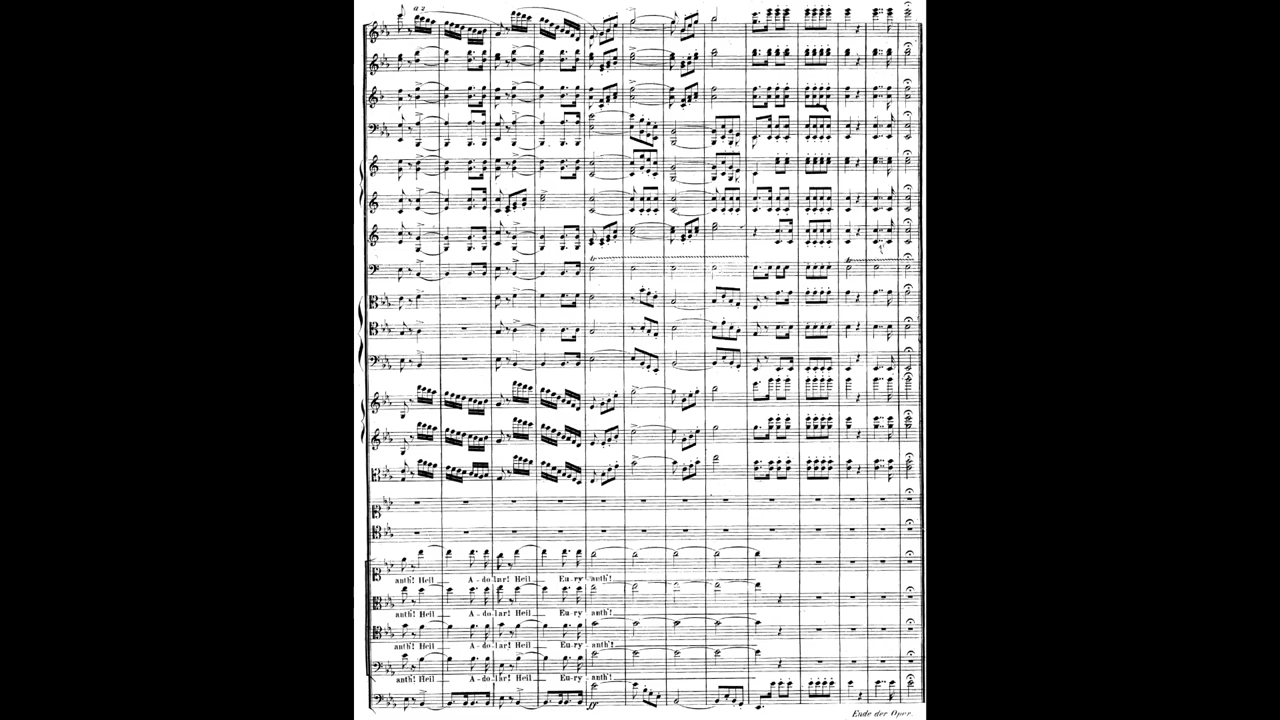 a 2
tr
anth! Heil A-do-lar! Heil Eu-ry-anth'!
anth! Heil A-do-lar! Heil Eu-ry-anth'!
anth! Heil A-do-lar! Heil Eu-ry-anth'!
anth! Heil A-do-lar! Heil Eu-ry-anth'!
ff
Ende der Oper.